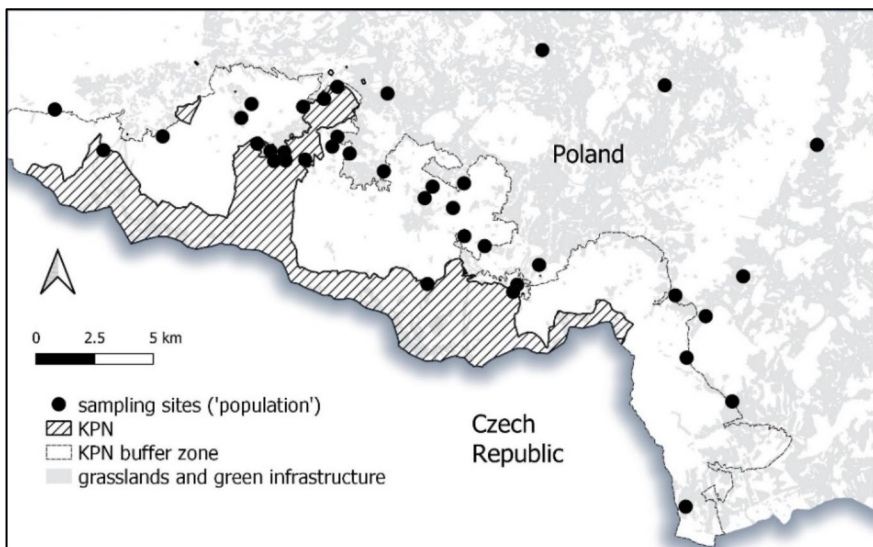 Poland
0 2.5 5 km
sampling sites ('population')
KPN
KPN buffer zone
grasslands and green infrastructure
Czech
Republic